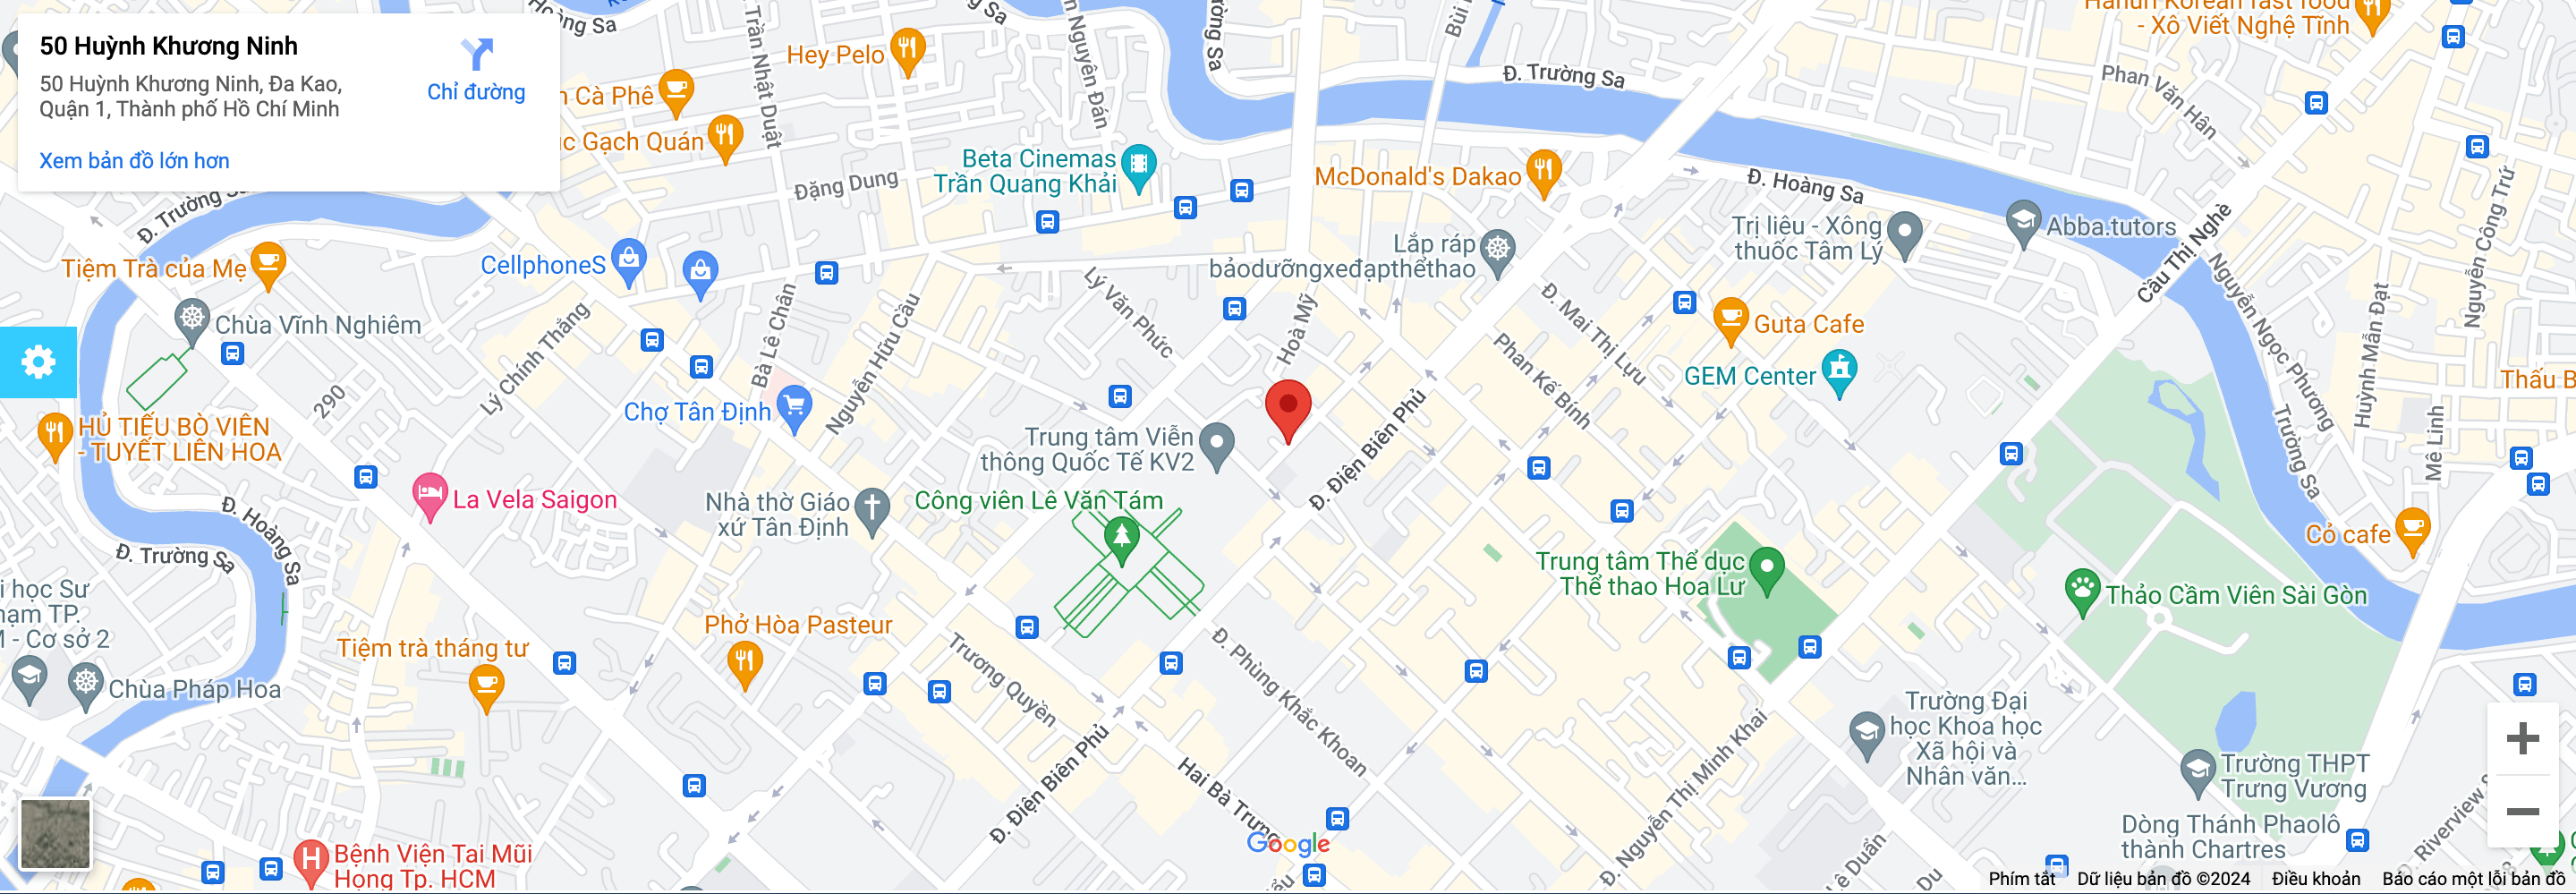 50 Huỳnh Khương Ninh
50 Huỳnh Khương Ninh, Đa Kao,
Quận 1, Thành phố Hồ Chí Minh
Chỉ đường
Xem bản đồ lớn hơn
Hoàng Sa
Trần Nhật Duật
Hey Pelo
Cà Phê
Gạch Quán
Đặng Dung
Nguyên Đán
Beta Cinemas
Trần Quang Khải
Đ. Trường Sa
McDonald's Dakao
Đ. Hoàng Sa
Hanuri Korean fast food
- Xô Viết Nghệ Tĩnh
Phan Văn Hân
Đ. Trường Sa
Tiệm Trà của Mẹ
CellphoneS
Chùa Vĩnh Nghiêm
Lý Chính Thắng
290
Bà Lê Chân
Nguyễn Hữu Cầu
Lý Văn Phức
Lắp ráp
bảodưỡngxeđạpthểthao
Hoà Mỹ
Đ. Mai Thị Lựu
Phan Kế Bính
Trị liệu - Xông
thuốc Tâm Lý
Abba.tutors
Guta Cafe
GEM Center
Cầu Thị Nghè
Nguyễn Ngọc Phương
Nguyễn Công Trứ
Huỳnh Mẫn Đạt
Mê Linh
Trường Sa
Chợ Tân Định
HỦ TIẾU BÒ VIÊN
- TUYẾT LIÊN HOA
La Vela Saigon
Trung tâm Viễn
thông Quốc Tế KV2
Đ. Điện Biên Phủ
Nhà thờ Giáo
xứ Tân Định
Công viên Lê Văn Tám
Đ. Hoàng Sa
Đ. Trường Sa
Trung tâm Thể dục
Thể thao Hoa Lư
Cỏ cafe
Thảo Cầm Viên Sài Gòn
- Cơ sở 2
Chùa Pháp Hoa
Tiệm trà tháng tư
Phở Hòa Pasteur
Trương Quyền
Đ. Phùng Khắc Khoan
Đ. Điện Biên Phủ
Hai Bà Trưng
Đ. Nguyễn Thị Minh Khai
Trường Đại
học Khoa học
Xã hội và
Nhân văn...
Trường THPT
Trưng Vương
Dòng Thánh Phaolô
thành Chartres
Lê Duẩn
Bệnh Viện Tai Mũi
Họng Tp. HCM
Google
Phím tắt
Dữ liệu bản đồ ©2024
Điều khoản
Báo cáo một lỗi bản đồ